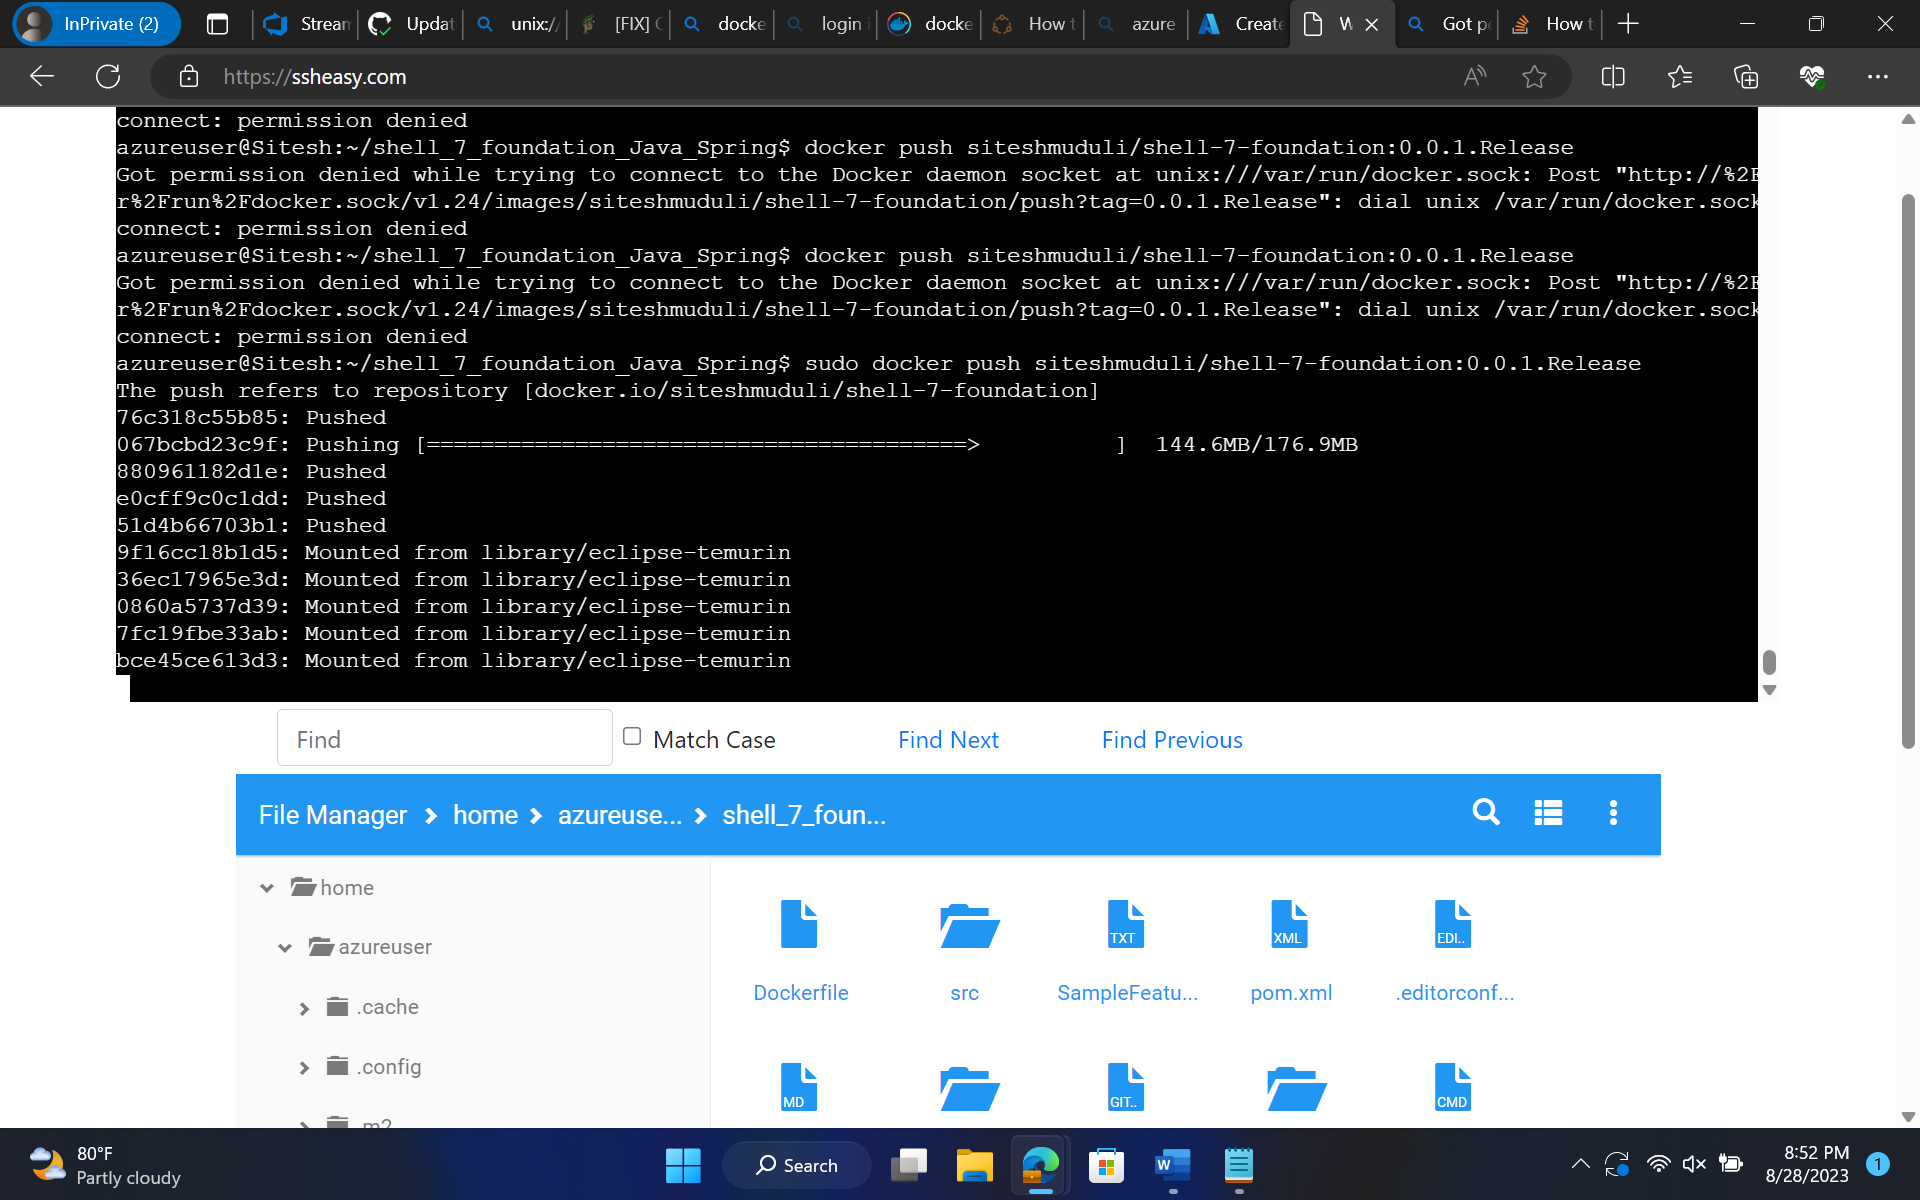 InPrivate (2)
Stream
Updat
unix://
[FIX]
docke
login
docke
How t
azure
Create
W
Got p
How t
https://ssheasy.com
connect: permission denied
azureuser@Sitesh:~/shell_7_foundation_Java_Spring$ docker push siteshmuduli/shell-7-foundation:0.0.1.Release
Got permission denied while trying to connect to the Docker daemon socket at unix:///var/run/docker.sock: Post "http://%2F
r%2Frun%2Fdocker.sock/v1.24/images/siteshmuduli/shell-7-foundation/push?tag=0.0.1.Release": dial unix /var/run/docker.sock
connect: permission denied
azureuser@Sitesh:~/shell_7_foundation_Java_Spring$ docker push siteshmuduli/shell-7-foundation:0.0.1.Release
Got permission denied while trying to connect to the Docker daemon socket at unix:///var/run/docker.sock: Post "http://%2F
r%2Frun%2Fdocker.sock/v1.24/images/siteshmuduli/shell-7-foundation/push?tag=0.0.1.Release": dial unix /var/run/docker.sock
connect: permission denied
azureuser@Sitesh:~/shell_7_foundation_Java_Spring$ sudo docker push siteshmuduli/shell-7-foundation:0.0.1.Release
The push refers to repository [docker.io/siteshmuduli/shell-7-foundation]
76c318c55b85: Pushed
067bcbd23c9f: Pushing [========================================>          ]  144.6MB/176.9MB
880961182d1e: Pushed
e0cff9c0c1dd: Pushed
51d4b66703b1: Pushed
9f16cc18b1d5: Mounted from library/eclipse-temurin
36ec17965e3d: Mounted from library/eclipse-temurin
0860a5737d39: Mounted from library/eclipse-temurin
7fc19fbe33ab: Mounted from library/eclipse-temurin
bce45ce613d3: Mounted from library/eclipse-temurin
Find
Match Case
Find Next
Find Previous
File Manager > home > azureuse... > shell_7_foun...
home
azureuser
.cache
.config
.m2
TXT
XML
EDI..
Dockerfile
src
SampleFeatu...
pom.xml
.editorconf...
MD
GIT..
CMD
80°F
Partly cloudy
Search
W
8:52 PM
8/28/2023
1